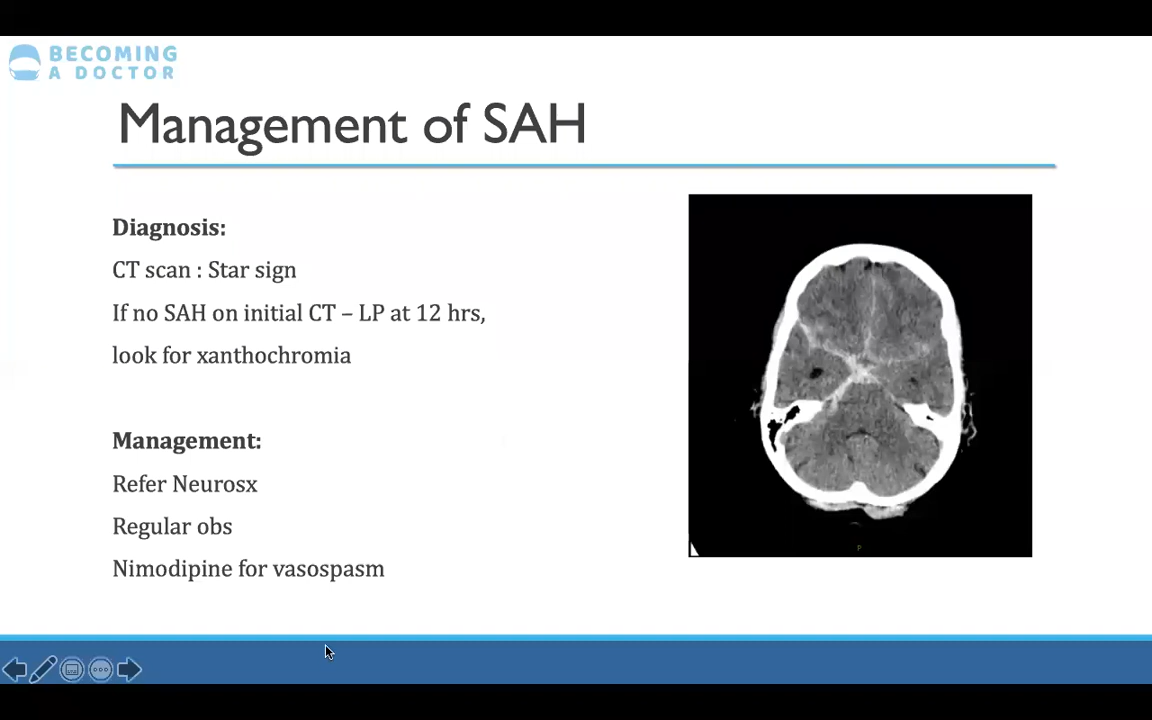 BECOMING
A DOCTOR
Management of SAH
Diagnosis:
CT scan : Star sign
If no SAH on initial CT – LP at 12 hrs,
look for xanthochromia
Management:
Refer Neurosx
Regular obs
Nimodipine for vasospasm
P